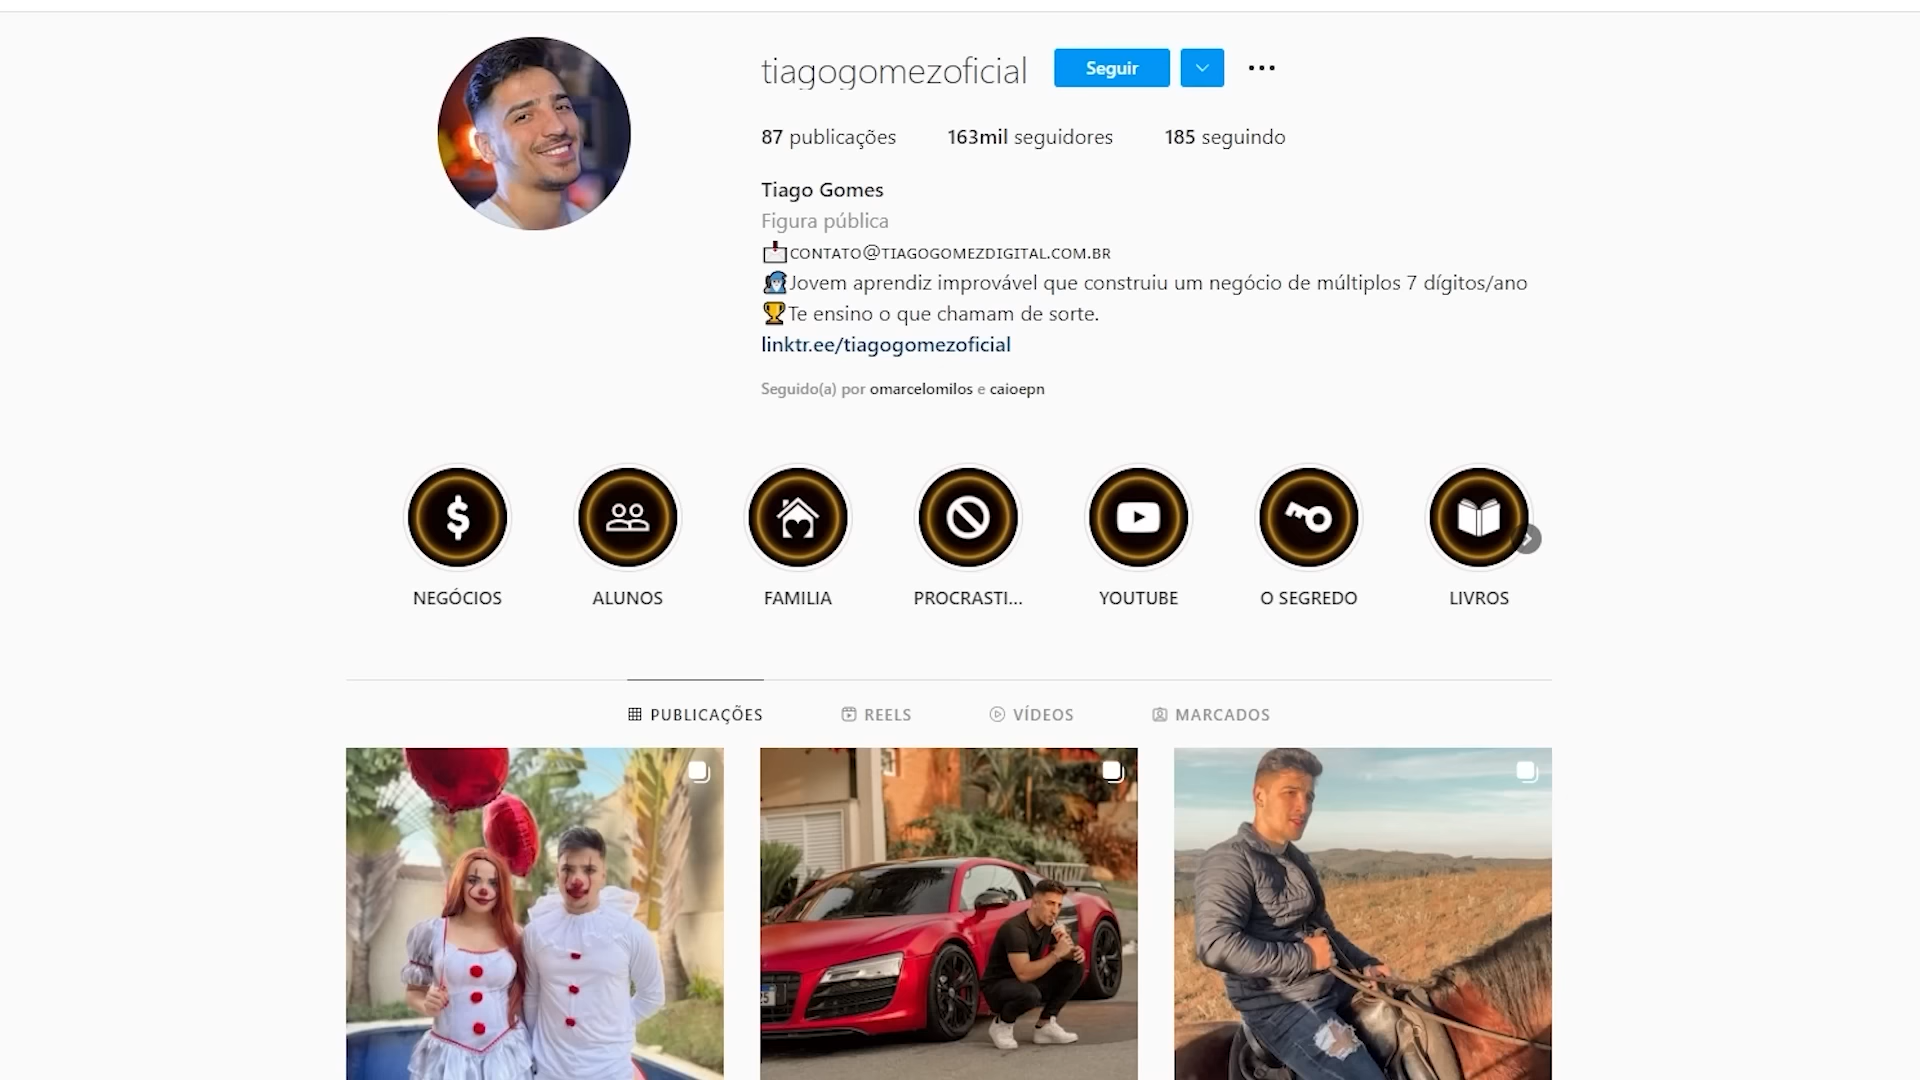 tiagogomezoficial
Seguir
87 publicações
163mil seguidores
185 seguindo
Tiago Gomes
Figura pública
CONTATO@TIAGOGOMEZDIGITAL.COM.BR
Jovem aprendiz improvável que construiu um negócio de múltiplos 7 dígitos/ano
Te ensino o que chamam de sorte.
linktr.ee/tiagogomezoficial
Seguido(a) por omarcelomilos e caioepn
NEGÓCIOS
ALUNOS
FAMILIA
PROCRASTI...
YOUTUBE
O SEGREDO
LIVROS
PUBLICAÇÕES
REELS
VÍDEOS
MARCADOS